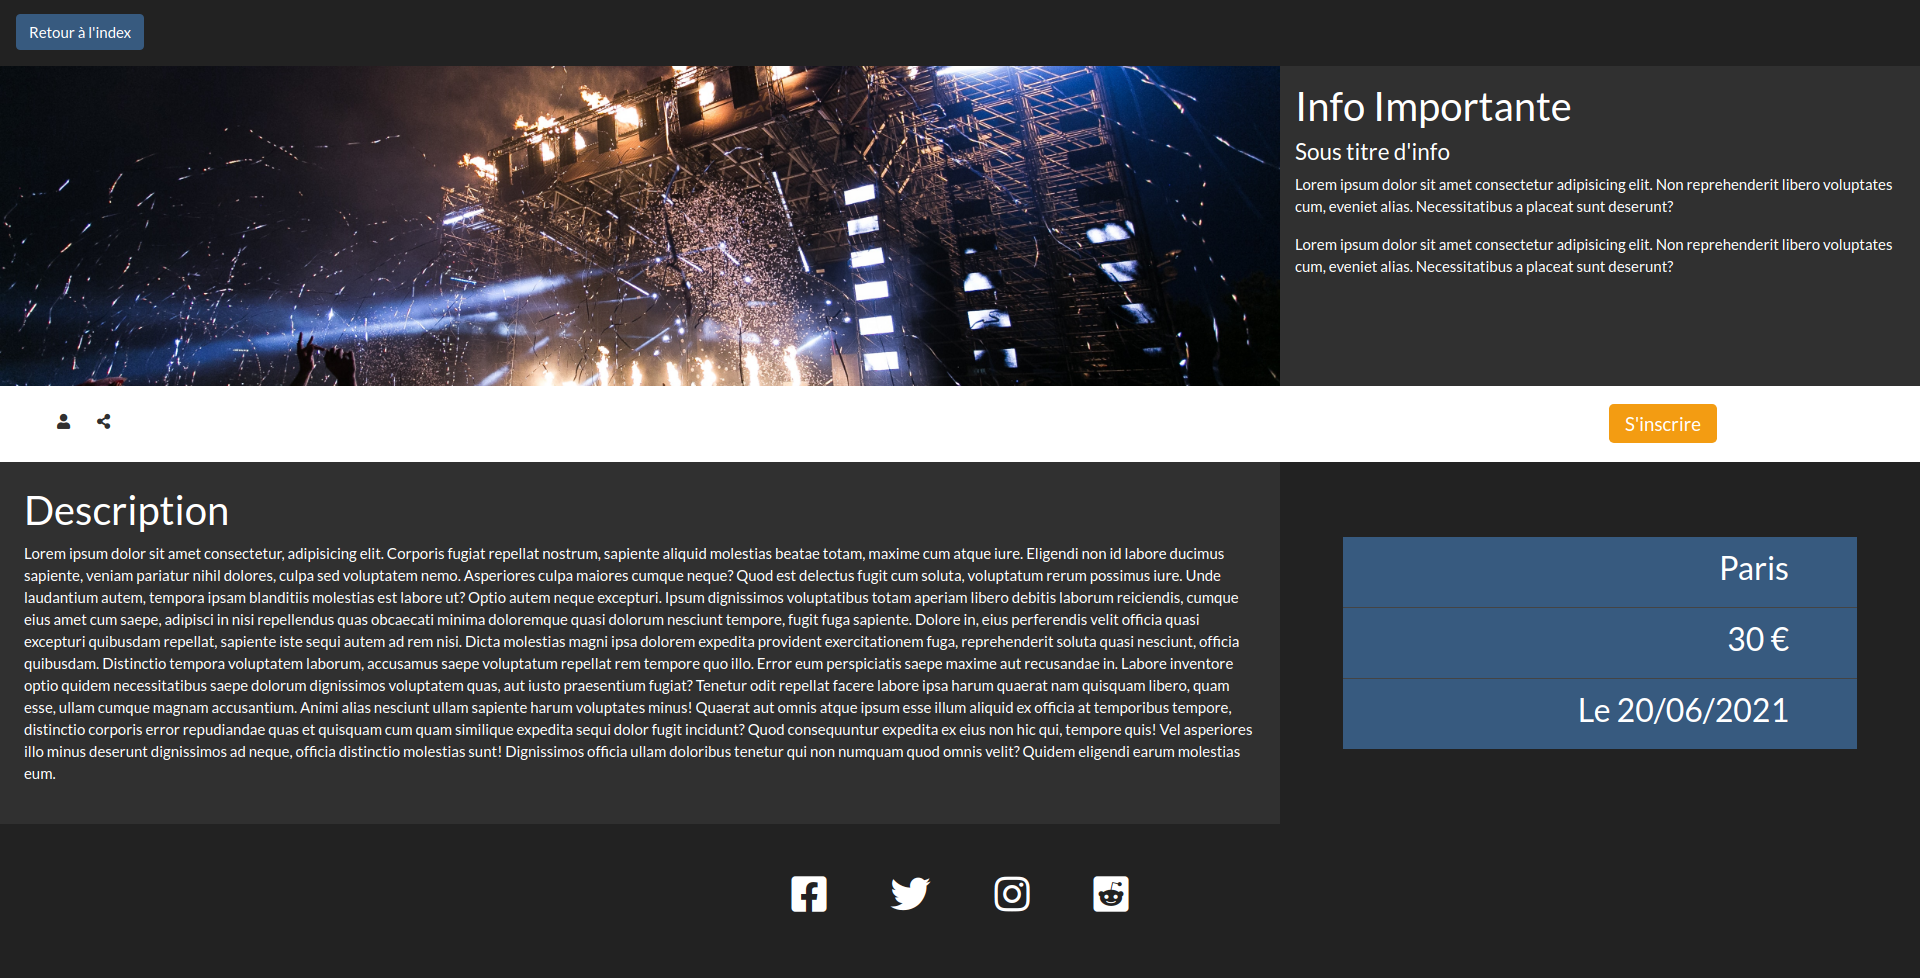 Retour à l'index
Info Importante
Sous titre d'info
Lorem ipsum dolor sit amet consectetur adipisicing elit. Non reprehenderit libero voluptates
cum, eveniet alias. Necessitatibus a placeat sunt deserunt?
Lorem ipsum dolor sit amet consectetur adipisicing elit. Non reprehenderit libero voluptates
cum, eveniet alias. Necessitatibus a placeat sunt deserunt?
S'inscrire
Description
Lorem ipsum dolor sit amet consectetur, adipisicing elit. Corporis fugiat repellat nostrum, sapiente aliquid molestias beatae totam, maxime cum atque iure. Eligendi non id labore ducimus
sapiente, veniam pariatur nihil dolores, culpa sed voluptatem nemo. Asperiores culpa maiores cumque neque? Quod est delectus fugit cum soluta, voluptatum rerum possimus iure. Unde
laudantium autem, tempora ipsam blanditiis molestias est labore ut? Optio autem neque excepturi. Ipsum dignissimos voluptatibus totam aperiam libero debitis laborum reiciendis, cumque
eius amet cum saepe, adipisci in nisi repellendus quas obcaecati minima doloremque quasi dolorum nesciunt tempore, fugit fuga sapiente. Dolore in, eius perferendis velit officia quasi
excepturi quibusdam repellat, sapiente iste sequi autem ad rem nisi. Dicta molestias magni ipsa dolorem expedita provident exercitationem fuga, reprehenderit soluta quasi nesciunt, officia
quibusdam. Distinctio tempora voluptatem laborum, accusamus saepe voluptatum repellat rem tempore quo illo. Error eum perspiciatis saepe maxime aut recusandae in. Labore inventore
optio quidem necessitatibus saepe dolorum dignissimos voluptatem quas, aut iusto praesentium fugiat? Tenetur odit repellat facere labore ipsa harum quaerat nam quisquam libero, quam
esse, ullam cumque magnam accusantium. Animi alias nesciunt ullam sapiente harum voluptates minus! Quaerat aut omnis atque ipsum esse illum aliquid ex officia at temporibus tempore,
distinctio corporis error repudiandae quas et quisquam cum quam similique expedita sequi dolor fugit incidunt? Quod consequuntur expedita ex eius non hic qui, tempore quis! Vel asperiores
illo minus deserunt dignissimos ad neque, officia distinctio molestias sunt! Dignissimos officia ullam doloribus tenetur qui non numquam quod omnis velit? Quidem eligendi earum molestias
eum.
Paris
30 €
Le 20/06/2021